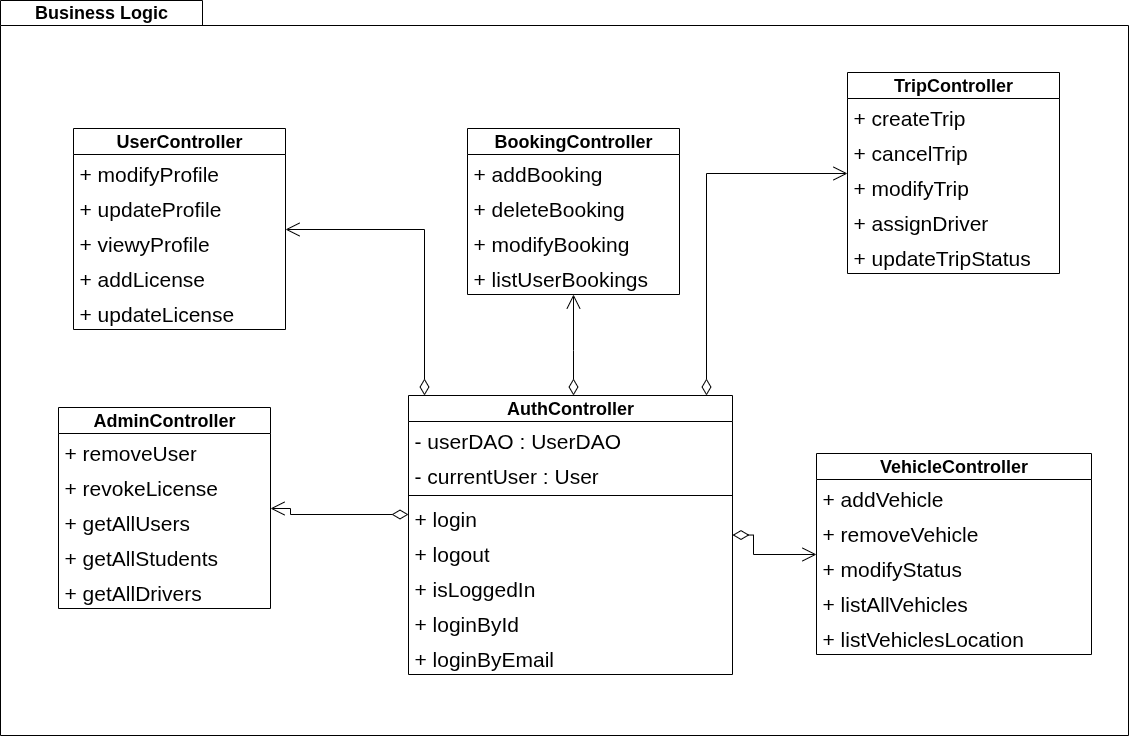 Business Logic
UserController
+ modifyProfile
+ updateProfile
+ viewyProfile
+ addLicense
+ updateLicense
BookingController
+ addBooking
+ deleteBooking
+ modifyBooking
+ listUserBookings
TripController
+ createTrip
+ cancelTrip
+ modifyTrip
+ assignDriver
+ updateTripStatus
AdminController
+ removeUser
+ revokeLicense
+ getAllUsers
+ getAllStudents
+ getAllDrivers
AuthController
- userDAO : UserDAO
- currentUser : User
+ login
+ logout
+ isLoggedIn
+ loginById
+ loginByEmail
VehicleController
+ addVehicle
+ removeVehicle
+ modifyStatus
+ listAllVehicles
+ listVehiclesLocation